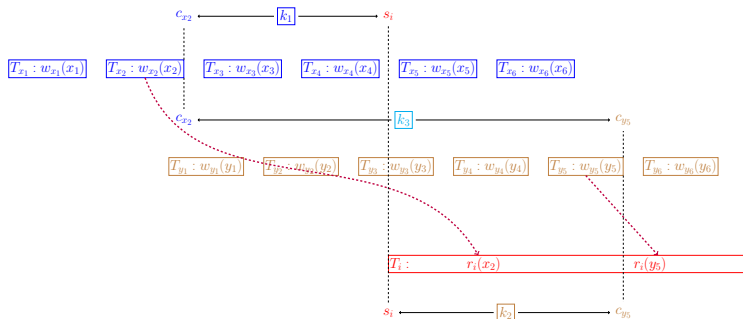 c_{x_2} k_1 s_i
T_{x_1} : w_{x_1}(x_1) T_{x_2} : w_{x_2}(x_2) T_{x_3} : w_{x_3}(x_3) T_{x_4} : w_{x_4}(x_4) T_{x_5} : w_{x_5}(x_5) T_{x_6} : w_{x_6}(x_6)
c_{x_2} k_3 c_{y_5}
T_{y_1} : w_{y_1}(y_1) T_{y_2} : w_{y_2}(y_2) T_{y_3} : w_{y_3}(y_3) T_{y_4} : w_{y_4}(y_4) T_{y_5} : w_{y_5}(y_5) T_{y_6} : w_{y_6}(y_6)
T_i : r_i(x_2) r_i(y_5)
s_i k_2 c_{y_5}